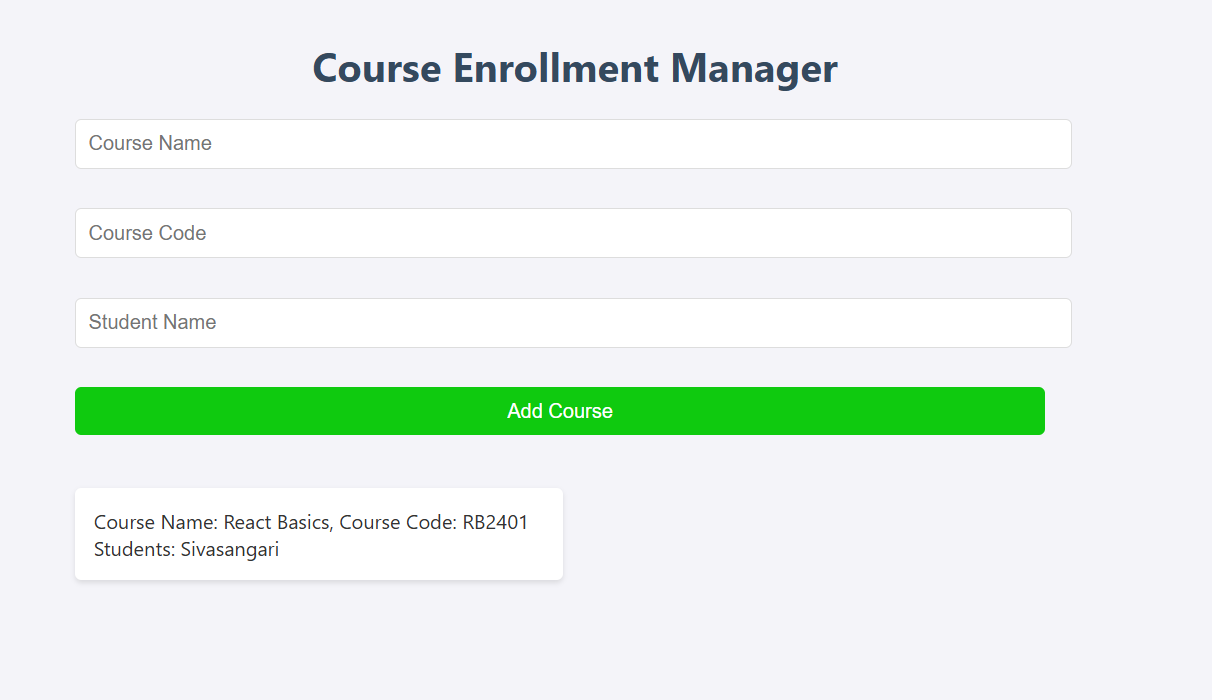 Course Enrollment Manager
Course Name
Course Code
Student Name
Add Course
Course Name: React Basics, Course Code: RB2401
Students: Sivasangari